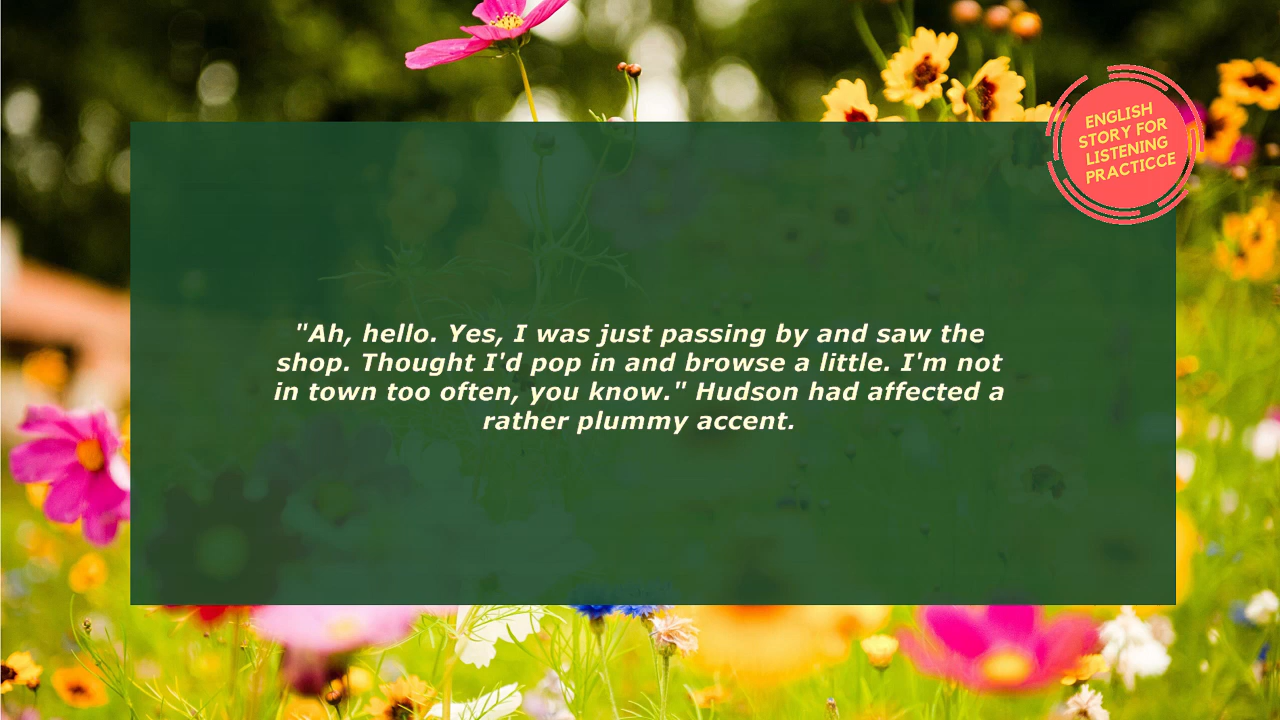 ENGLISH
STORY FOR
LISTENING
PRACTICCE
"Ah, hello. Yes, I was just passing by and saw the
shop. Thought I'd pop in and browse a little. I'm not
in town too often, you know." Hudson had affected a
rather plummy accent.